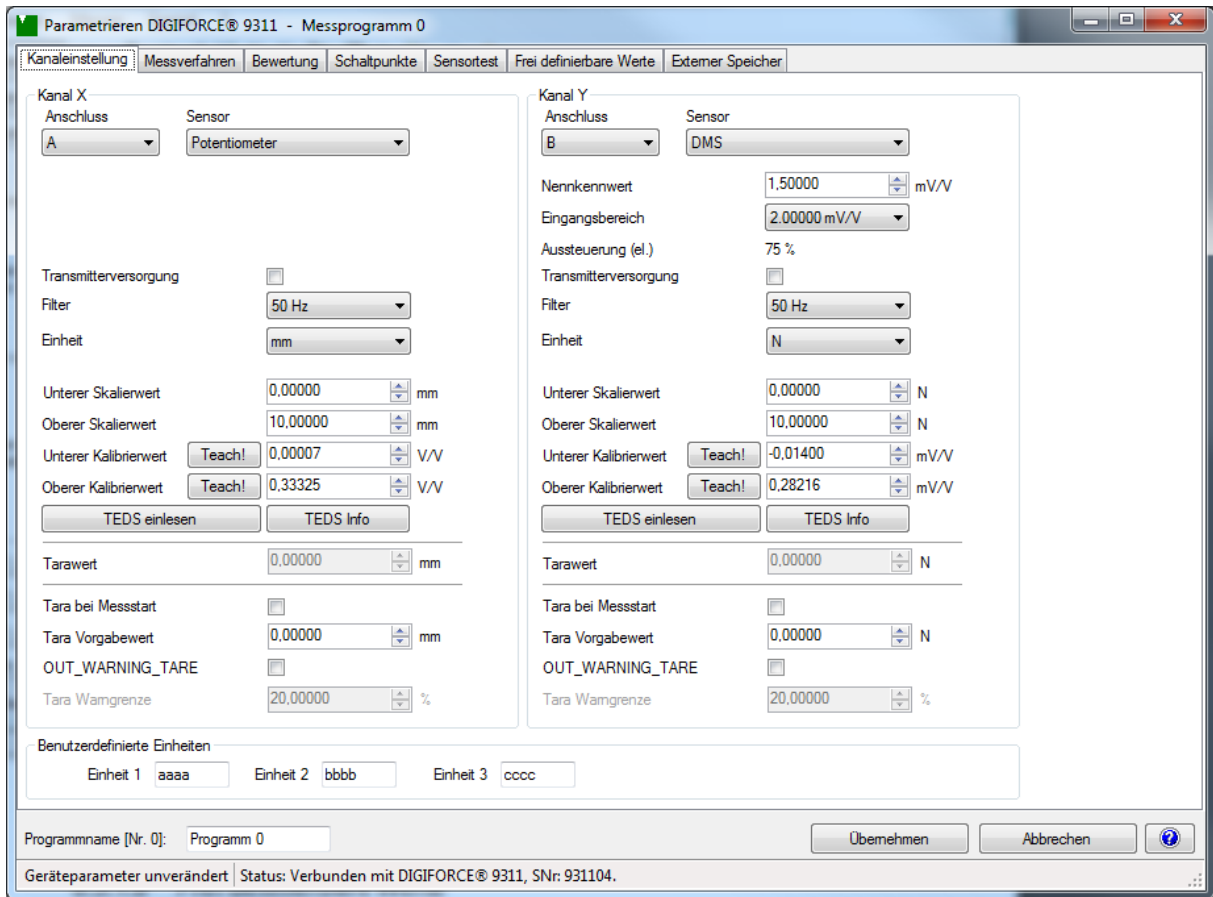 Parametrieren DIGIFORCE® 9311 - Messprogramm 0
Kanaleinstellung Messverfahren Bewertung Schaltpunkte Sensortest Frei definierbare Werte Externer Speicher
Kanal X
Anschluss Sensor
A Potentiometer
Transmitterversorgung
Filter 50 Hz
Einheit mm
Unterer Skalierwert 0,00000 mm
Oberer Skalierwert 10,00000 mm
Unterer Kalibrierwert Teach! 0,00007 V/V
Oberer Kalibrierwert Teach! 0,33325 V/V
TEDS einlesen TEDS Info
Tarawert 0,00000 mm
Tara bei Messstart
Tara Vorgabewert 0,00000 mm
OUT_WARNING_TARE
Tara Warngrenze 20,00000 %
Kanal Y
Anschluss Sensor
B DMS
Nennkennwert 1,50000 mV/V
Eingangsbereich 2.00000 mV/V
Aussteuerung (el.) 75 %
Transmitterversorgung
Filter 50 Hz
Einheit N
Unterer Skalierwert 0,00000 N
Oberer Skalierwert 10,00000 N
Unterer Kalibrierwert Teach! -0,01400 mV/V
Oberer Kalibrierwert Teach! 0,28216 mV/V
TEDS einlesen TEDS Info
Tarawert 0,00000 N
Tara bei Messstart
Tara Vorgabewert 0,00000 N
OUT_WARNING_TARE
Tara Warngrenze 20,00000 %
Benutzerdefinierte Einheiten
Einheit 1 aaaa Einheit 2 bbbb Einheit 3 cccc
Programmname [Nr. 0]: Programm 0 Übernehmen Abbrechen ?
Geräteparameter unverändert Status: Verbunden mit DIGIFORCE® 9311, SNr: 931104.